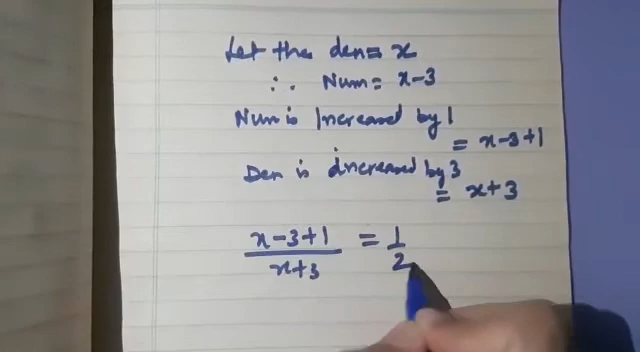 Let the den = x
∴ Num = x-3
Num is Increased by 1
= x-3+1
Den is increased by 3
= x+3
x-3+1 = 1
x+3 2